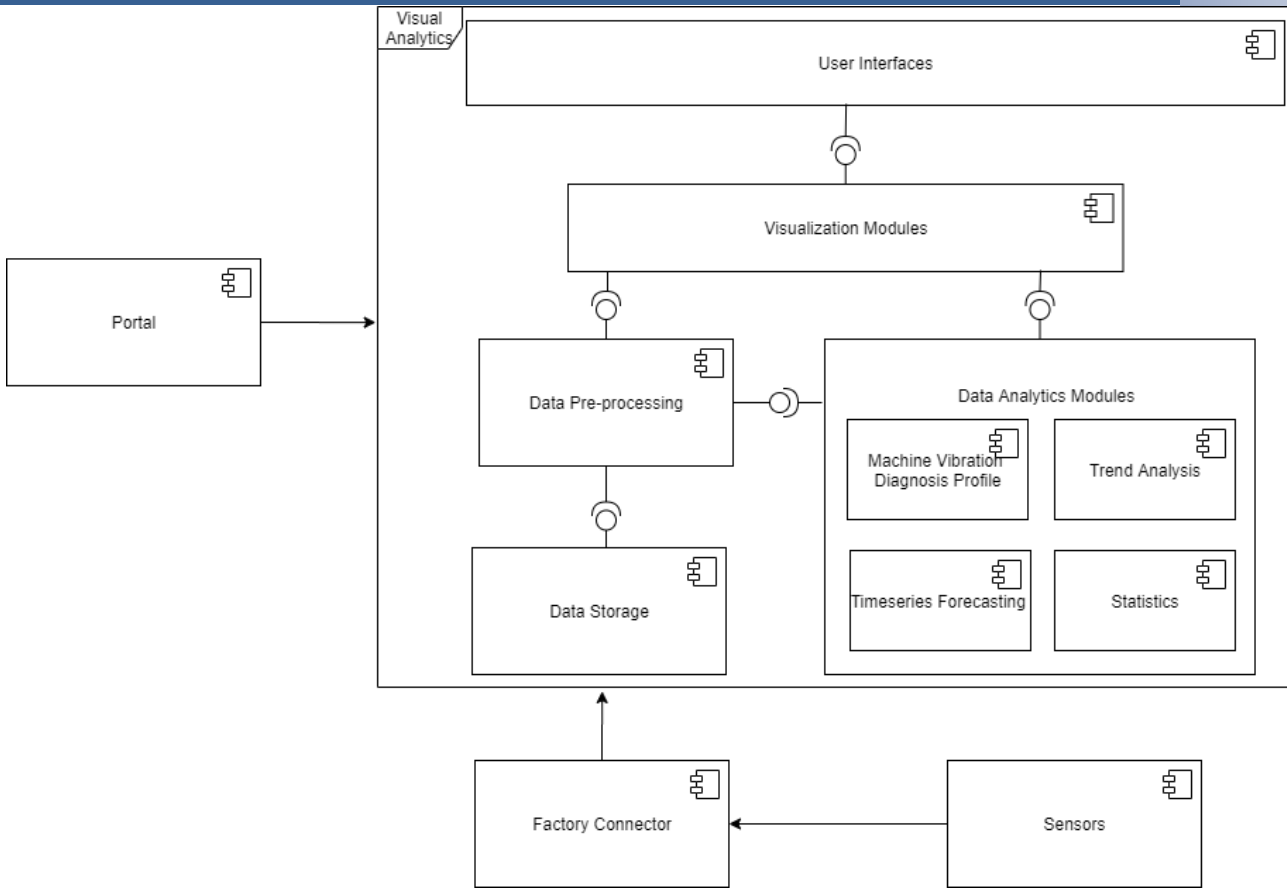 Visual
Analytics
User Interfaces
Visualization Modules
Portal
Data Pre-processing
Data Analytics Modules
Machine Vibration
Diagnosis Profile
Trend Analysis
Timeseries Forecasting
Statistics
Data Storage
Factory Connector
Sensors